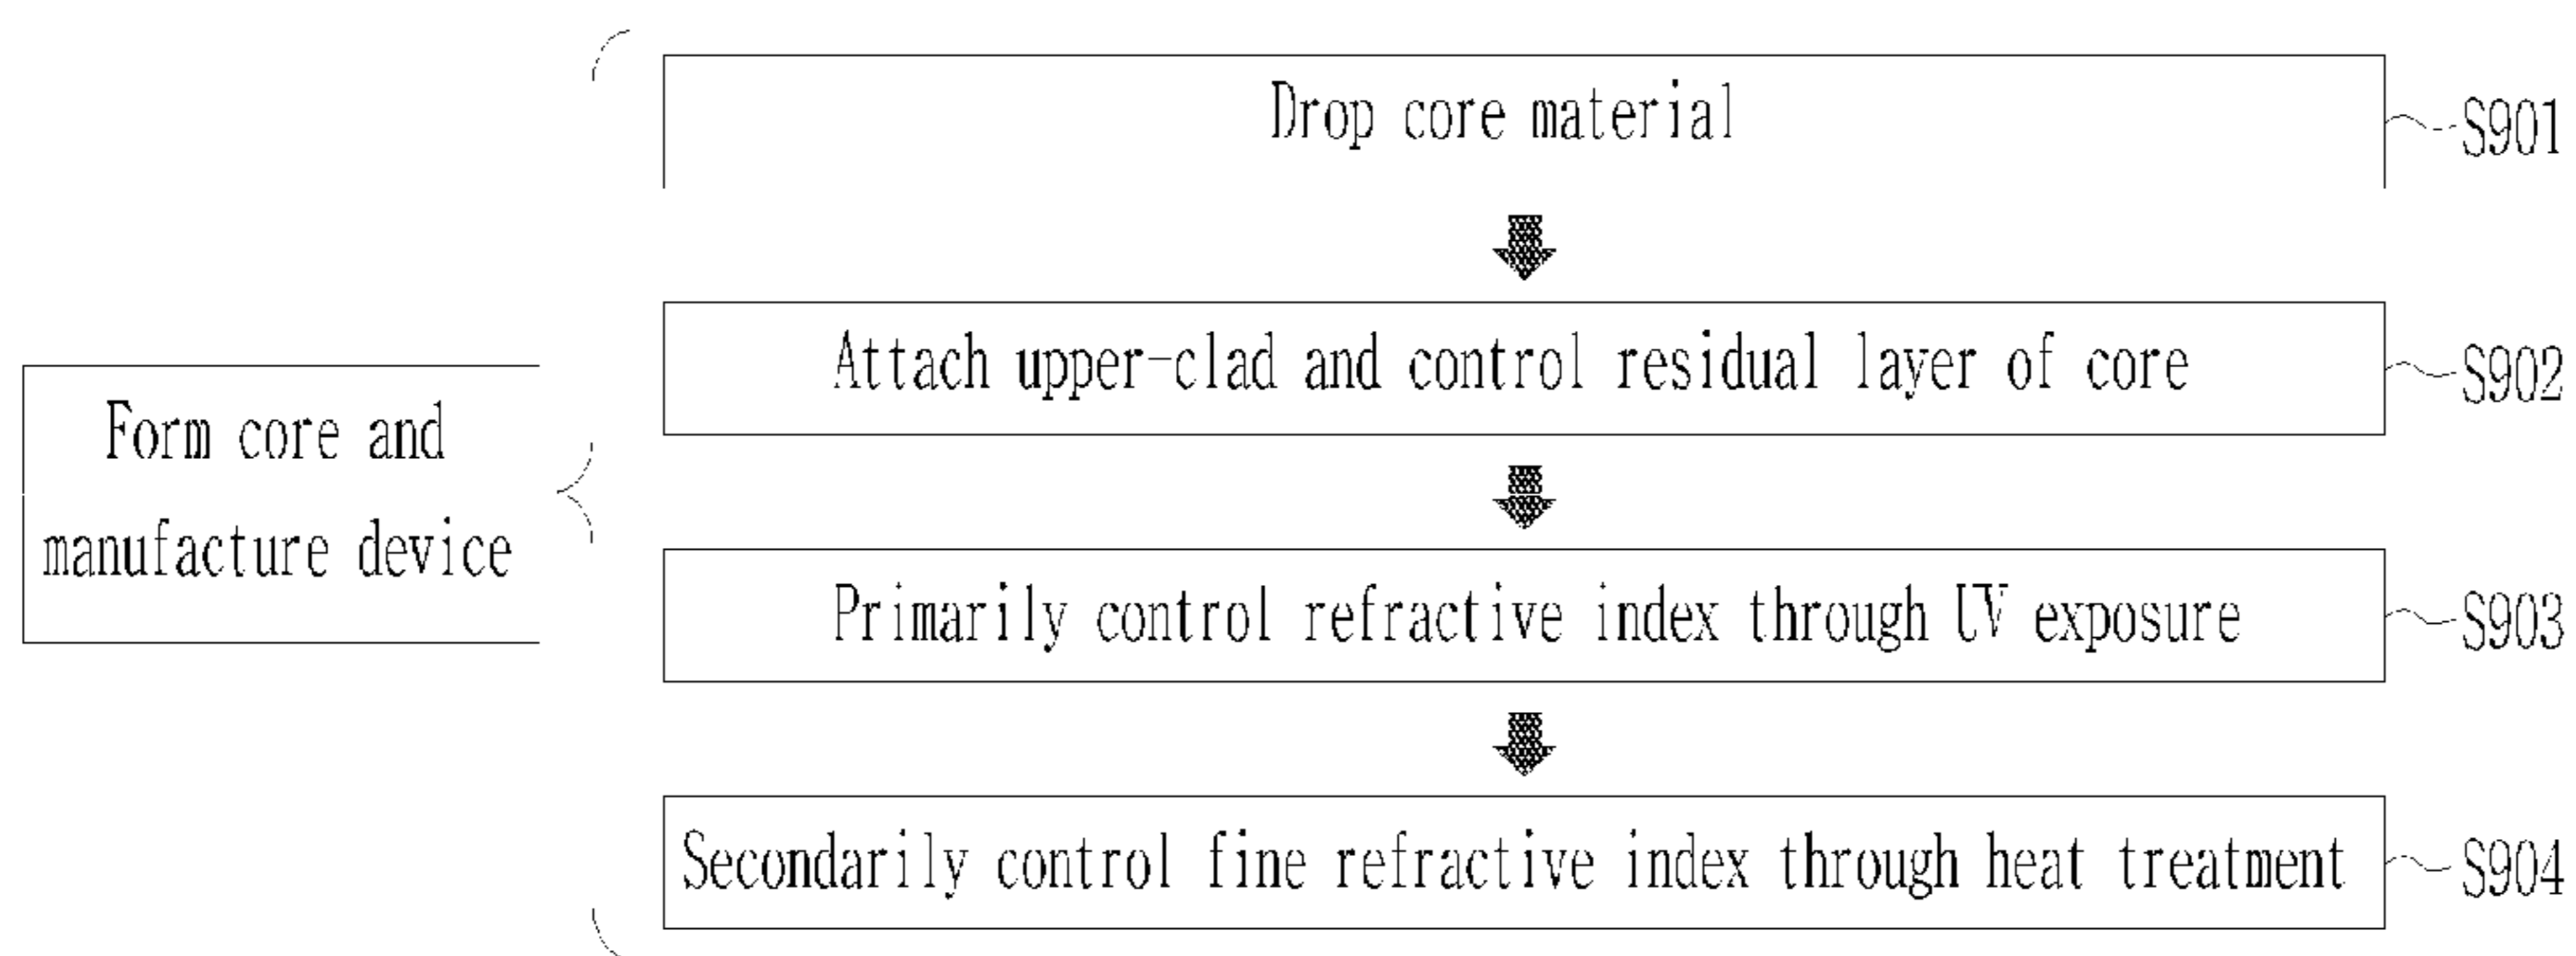 Drop core material
S901
Attach upper-clad and control residual layer of core
S902
Form core and
manufacture device
Primarily control refractive index through UV exposure
S903
Secondarily control fine refractive index through heat treatment
S904